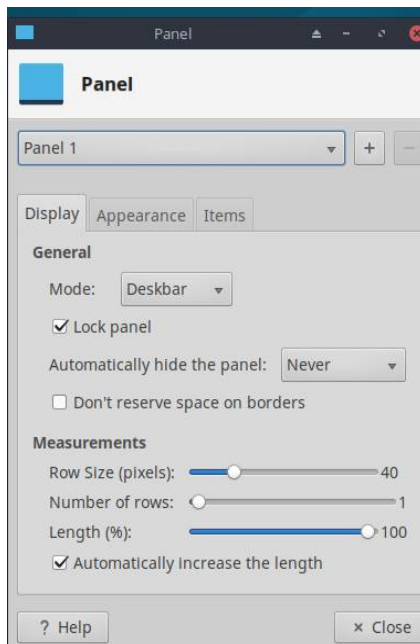 Panel
Panel
Panel 1
+
−
Display Appearance Items
General
Mode: Deskbar
Lock panel
Automatically hide the panel: Never
Don't reserve space on borders
Measurements
Row Size (pixels): 40
Number of rows: 1
Length (%): 100
Automatically increase the length
? Help × Close